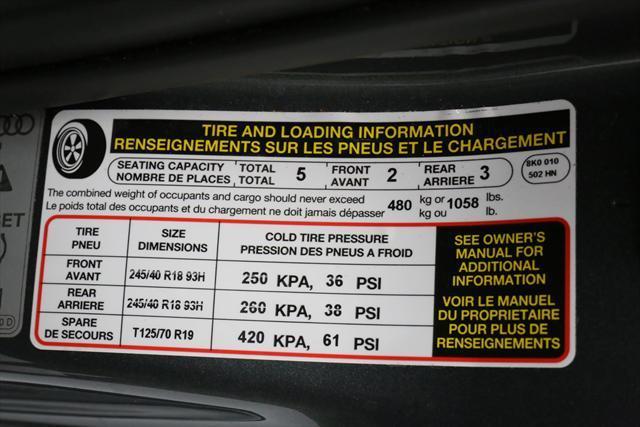 TIRE AND LOADING INFORMATION
RENSEIGNEMENTS SUR LES PNEUS ET LE CHARGEMENT
SEATING CAPACITY TOTAL 5 FRONT 2 REAR 3
NOMBRE DE PLACES TOTAL AVANT ARRIERE
8K0 010
502 HN
The combined weight of occupants and cargo should never exceed 480 kg or 1058 lbs.
Le poids total des occupants et du chargement ne doit jamais dépasser kg ou lb.
TIRE
PNEU
SIZE
DIMENSIONS
COLD TIRE PRESSURE
PRESSION DES PNEUS A FROID
FRONT
AVANT
245/40 R18 93H
250 KPA, 36 PSI
REAR
ARRIERE
245/40 R18 93H
260 KPA, 38 PSI
SPARE
DE SECOURS
T125/70 R19
420 KPA, 61 PSI
SEE OWNER'S
MANUAL FOR
ADDITIONAL
INFORMATION
VOIR LE MANUEL
DU PROPRIETAIRE
POUR PLUS DE
RENSEIGNEMENTS